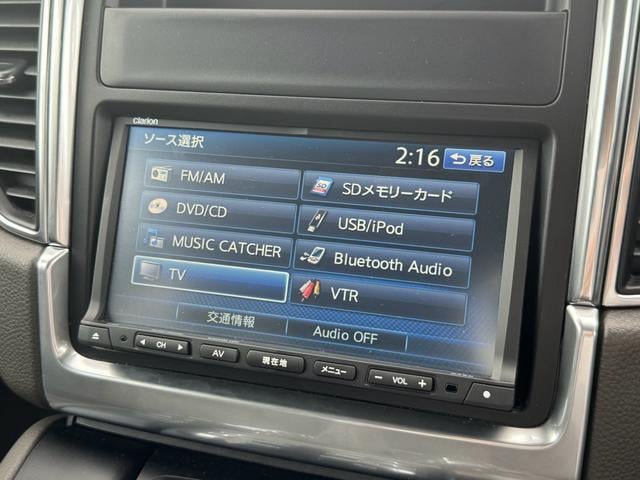 Clarion
ソース選択
2:16
戻る
FM/AM
SDメモリーカード
DVD/CD
USB/iPod
MUSIC CATCHER
Bluetooth Audio
TV
VTR
交通情報
Audio OFF
CH
AV
現在地
メニュー
− VOL +